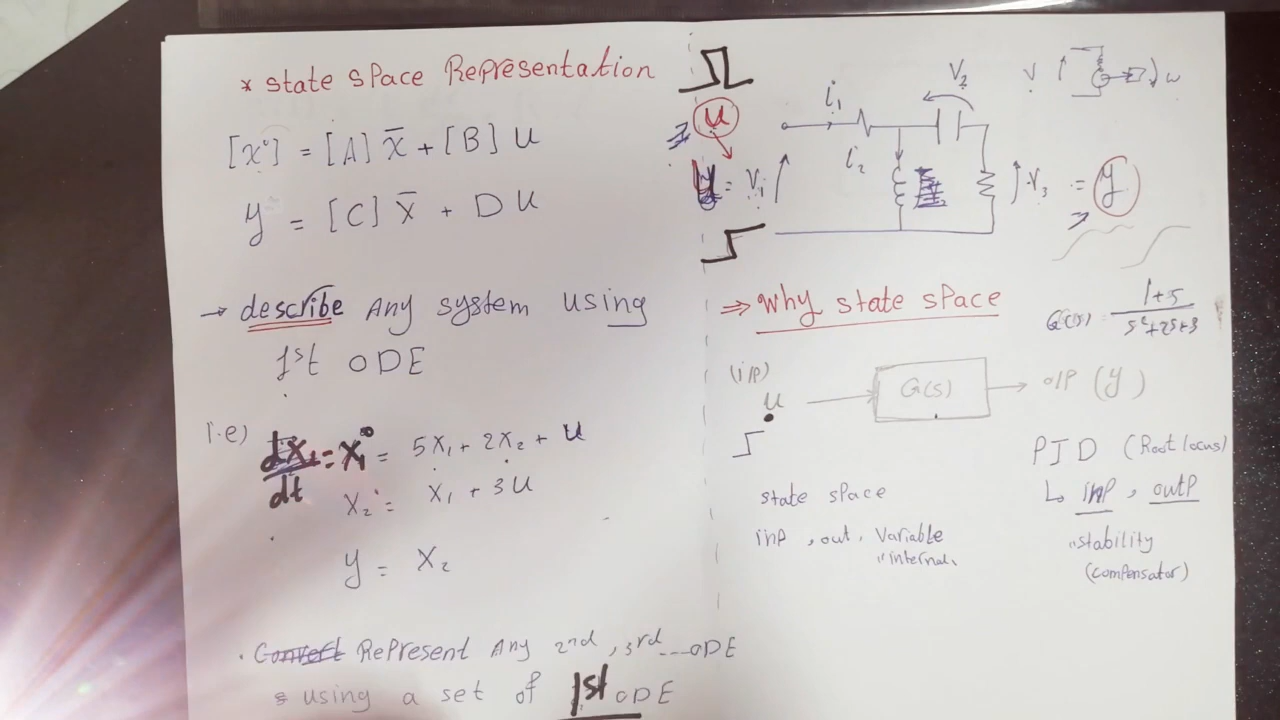 * State Space Representation
[x°] = [A] x̄ + [B] u
y = [C] x̄ + D u
→ describe Any system using
1st ODE
i.e) dx₁/dt = x₁° = 5x₁ + 2x₂ + u
x₂° = x₁ + 3u
y = x₂
. Convert Represent Any 2nd, 3rd --- ODE
using a set of 1st ODE
u
i₁
V₂
V
w
= V₁
i₂
V₃
= y
⇒ why state space
G(s) = 1+s / s²+2s+3
(i/p)
u
G(s)
o/p (y)
PID (Root locus)
↳ inp, outp
state space
inp, out, Variable
"internal"
"stability
(compensator)